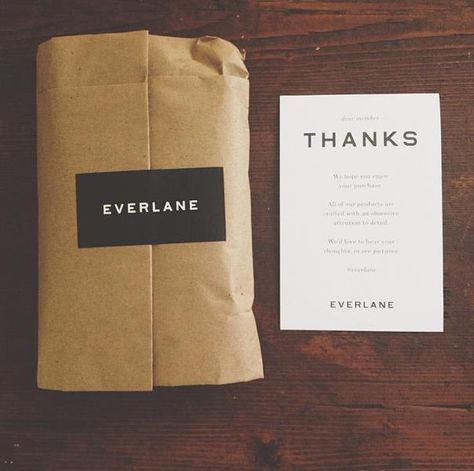 EVERLANE
— dear member —
THANKS
We hope you enjoy
your purchase.
All of our products are
crafted with an obsessive
attention to detail.
We'd love to hear your
thoughts, or see pictures
@everlane
EVERLANE